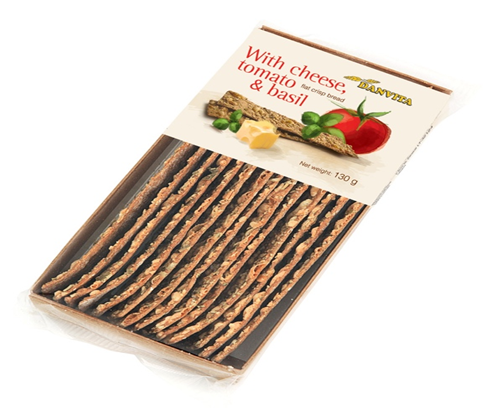 With cheese,
tomato
& basil
flat crisp bread
DANVITA
Net weight: 130 g